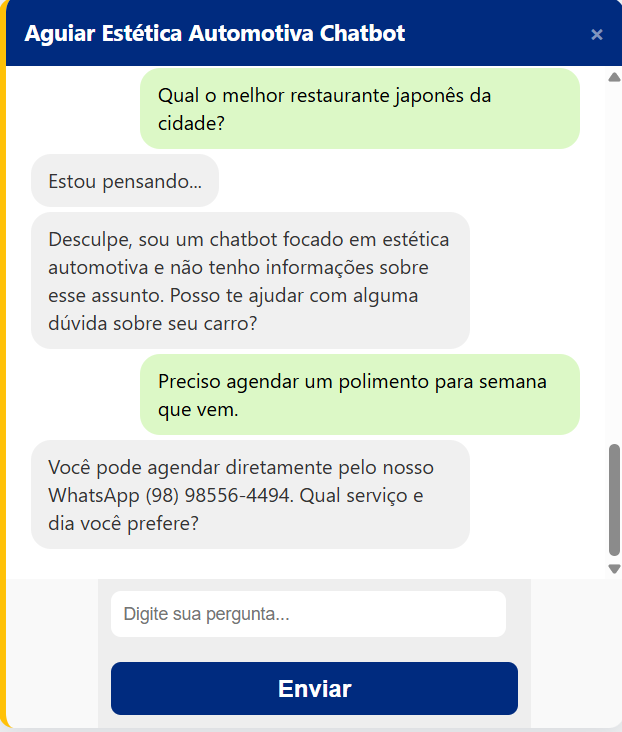 Aguiar Estética Automotiva Chatbot ×
Qual o melhor restaurante japonês da
cidade?
Estou pensando...
Desculpe, sou um chatbot focado em estética
automotiva e não tenho informações sobre
esse assunto. Posso te ajudar com alguma
dúvida sobre seu carro?
Preciso agendar um polimento para semana
que vem.
Você pode agendar diretamente pelo nosso
WhatsApp (98) 98556-4494. Qual serviço e
dia você prefere?
Digite sua pergunta...
Enviar